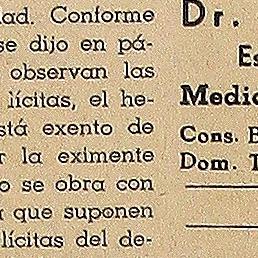 dad. Conforme
se dijo en pá-
observan las
lícitas, el he-
stá exento de
r la eximente
o se obra con
que suponen
lícitas del de-
Dr.
Es
Medic
Cons. B
Dom. T